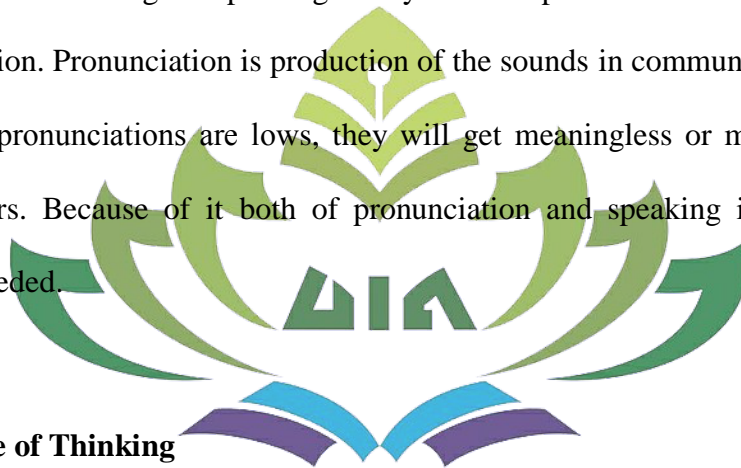 ion. Pronunciation is production of the sounds in commun
pronunciations are lows, they will get meaningless or m
rs. Because of it both of pronunciation and speaking i
eded.
UIN
e of Thinking